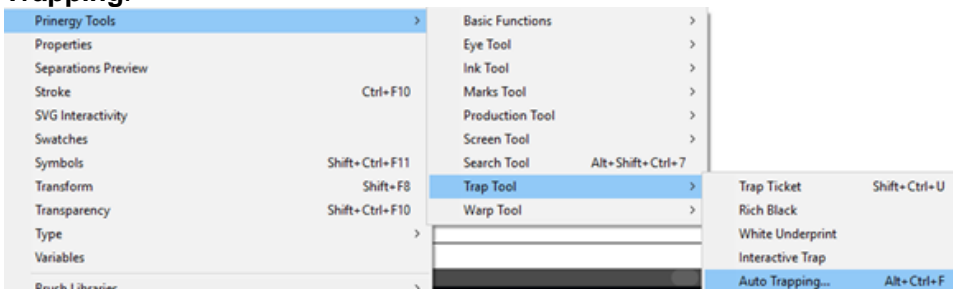 Trapping.
Prinergy Tools >
Properties
Separations Preview
Stroke Ctrl+F10
SVG Interactivity
Swatches
Symbols Shift+Ctrl+F11
Transform Shift+F8
Transparency Shift+Ctrl+F10
Type >
Variables
Brush Libraries >
Basic Functions >
Eye Tool >
Ink Tool >
Marks Tool >
Production Tool >
Screen Tool >
Search Tool Alt+Shift+Ctrl+7
Trap Tool >
Warp Tool >
Trap Ticket Shift+Ctrl+U
Rich Black
White Underprint
Interactive Trap
Auto Trapping... Alt+Ctrl+F